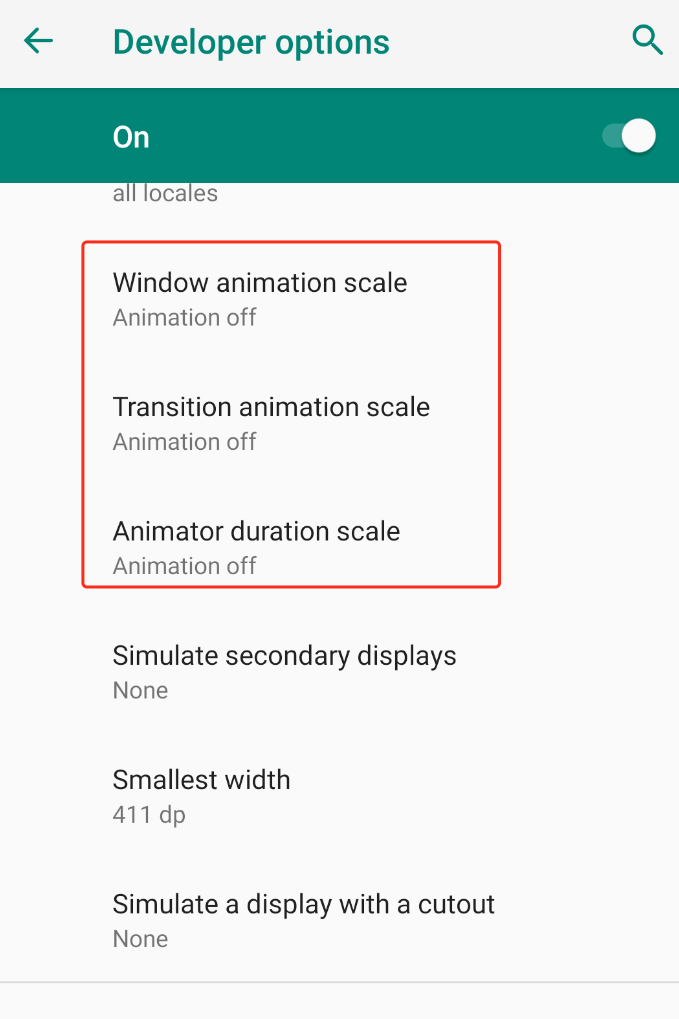 Developer options
On
all locales
Window animation scale
Animation off
Transition animation scale
Animation off
Animator duration scale
Animation off
Simulate secondary displays
None
Smallest width
411 dp
Simulate a display with a cutout
None